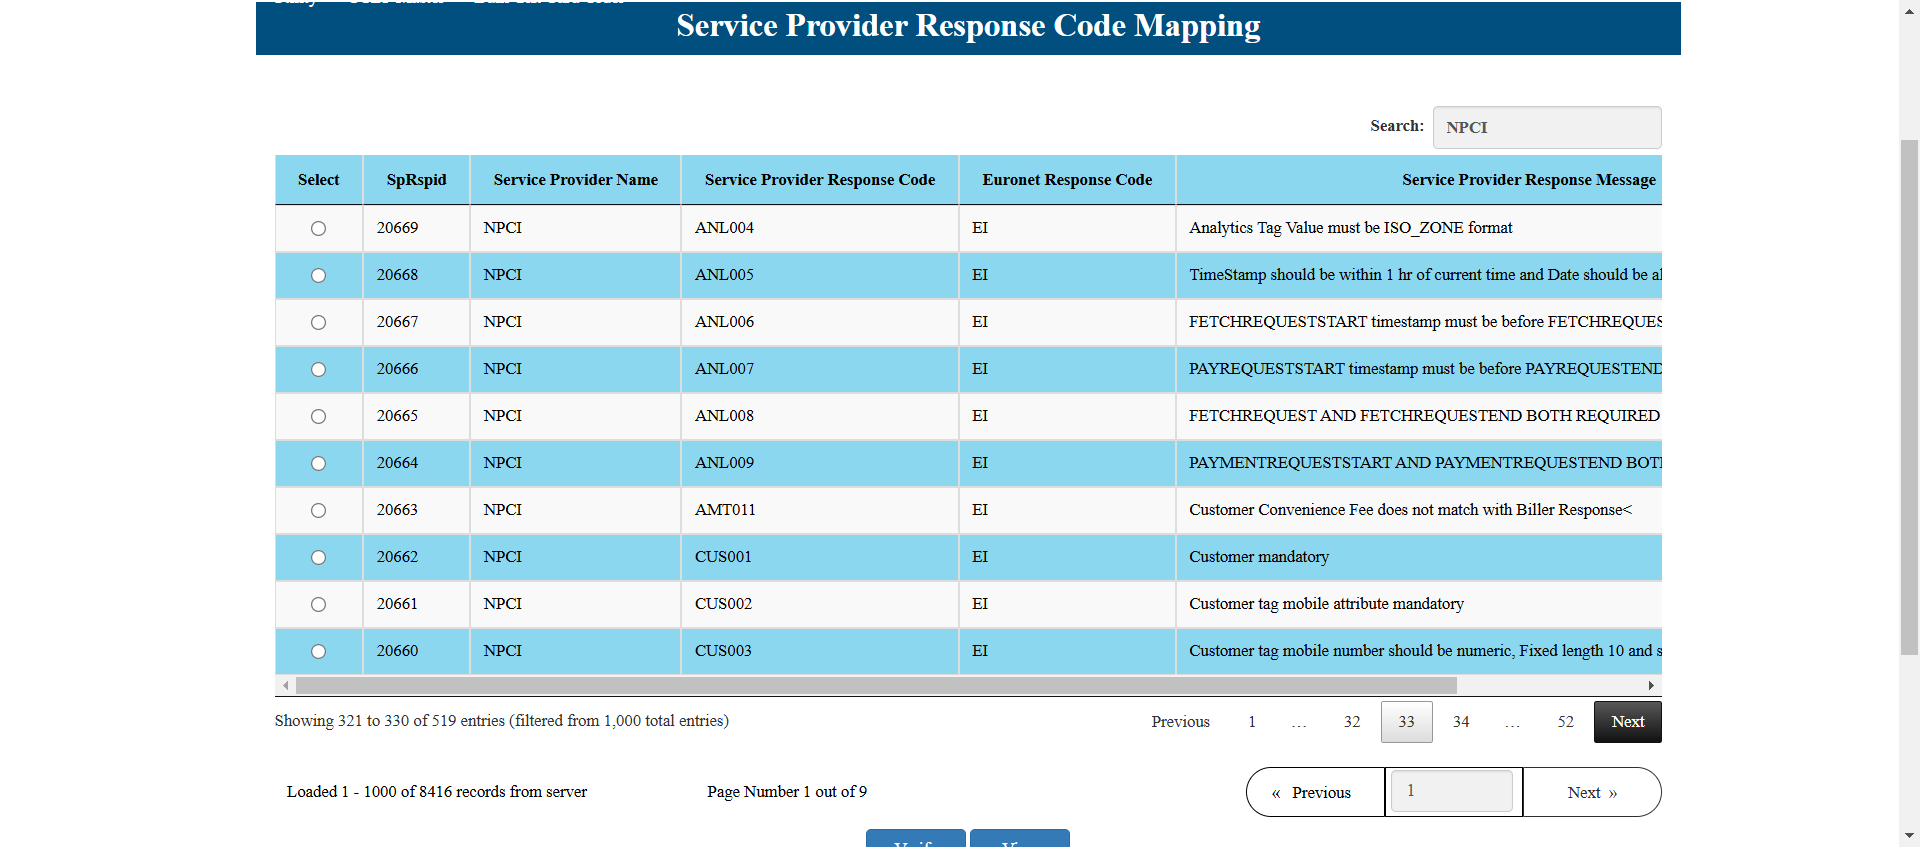 Service Provider Response Code Mapping
Search: NPCI
Select SpRspid Service Provider Name Service Provider Response Code Euronet Response Code Service Provider Response Message
20669 NPCI ANL004 EI Analytics Tag Value must be ISO_ZONE format
20668 NPCI ANL005 EI TimeStamp should be within 1 hr of current time and Date should be al
20667 NPCI ANL006 EI FETCHREQUESTSTART timestamp must be before FETCHREQUES
20666 NPCI ANL007 EI PAYREQUESTSTART timestamp must be before PAYREQUESTEND
20665 NPCI ANL008 EI FETCHREQUEST AND FETCHREQUESTEND BOTH REQUIRED
20664 NPCI ANL009 EI PAYMENTREQUESTSTART AND PAYMENTREQUESTEND BOTH
20663 NPCI AMT011 EI Customer Convenience Fee does not match with Biller Response<
20662 NPCI CUS001 EI Customer mandatory
20661 NPCI CUS002 EI Customer tag mobile attribute mandatory
20660 NPCI CUS003 EI Customer tag mobile number should be numeric, Fixed length 10 and s
Showing 321 to 330 of 519 entries (filtered from 1,000 total entries) Previous 1 … 32 33 34 … 52 Next
Loaded 1 - 1000 of 8416 records from server Page Number 1 out of 9 « Previous 1 Next »